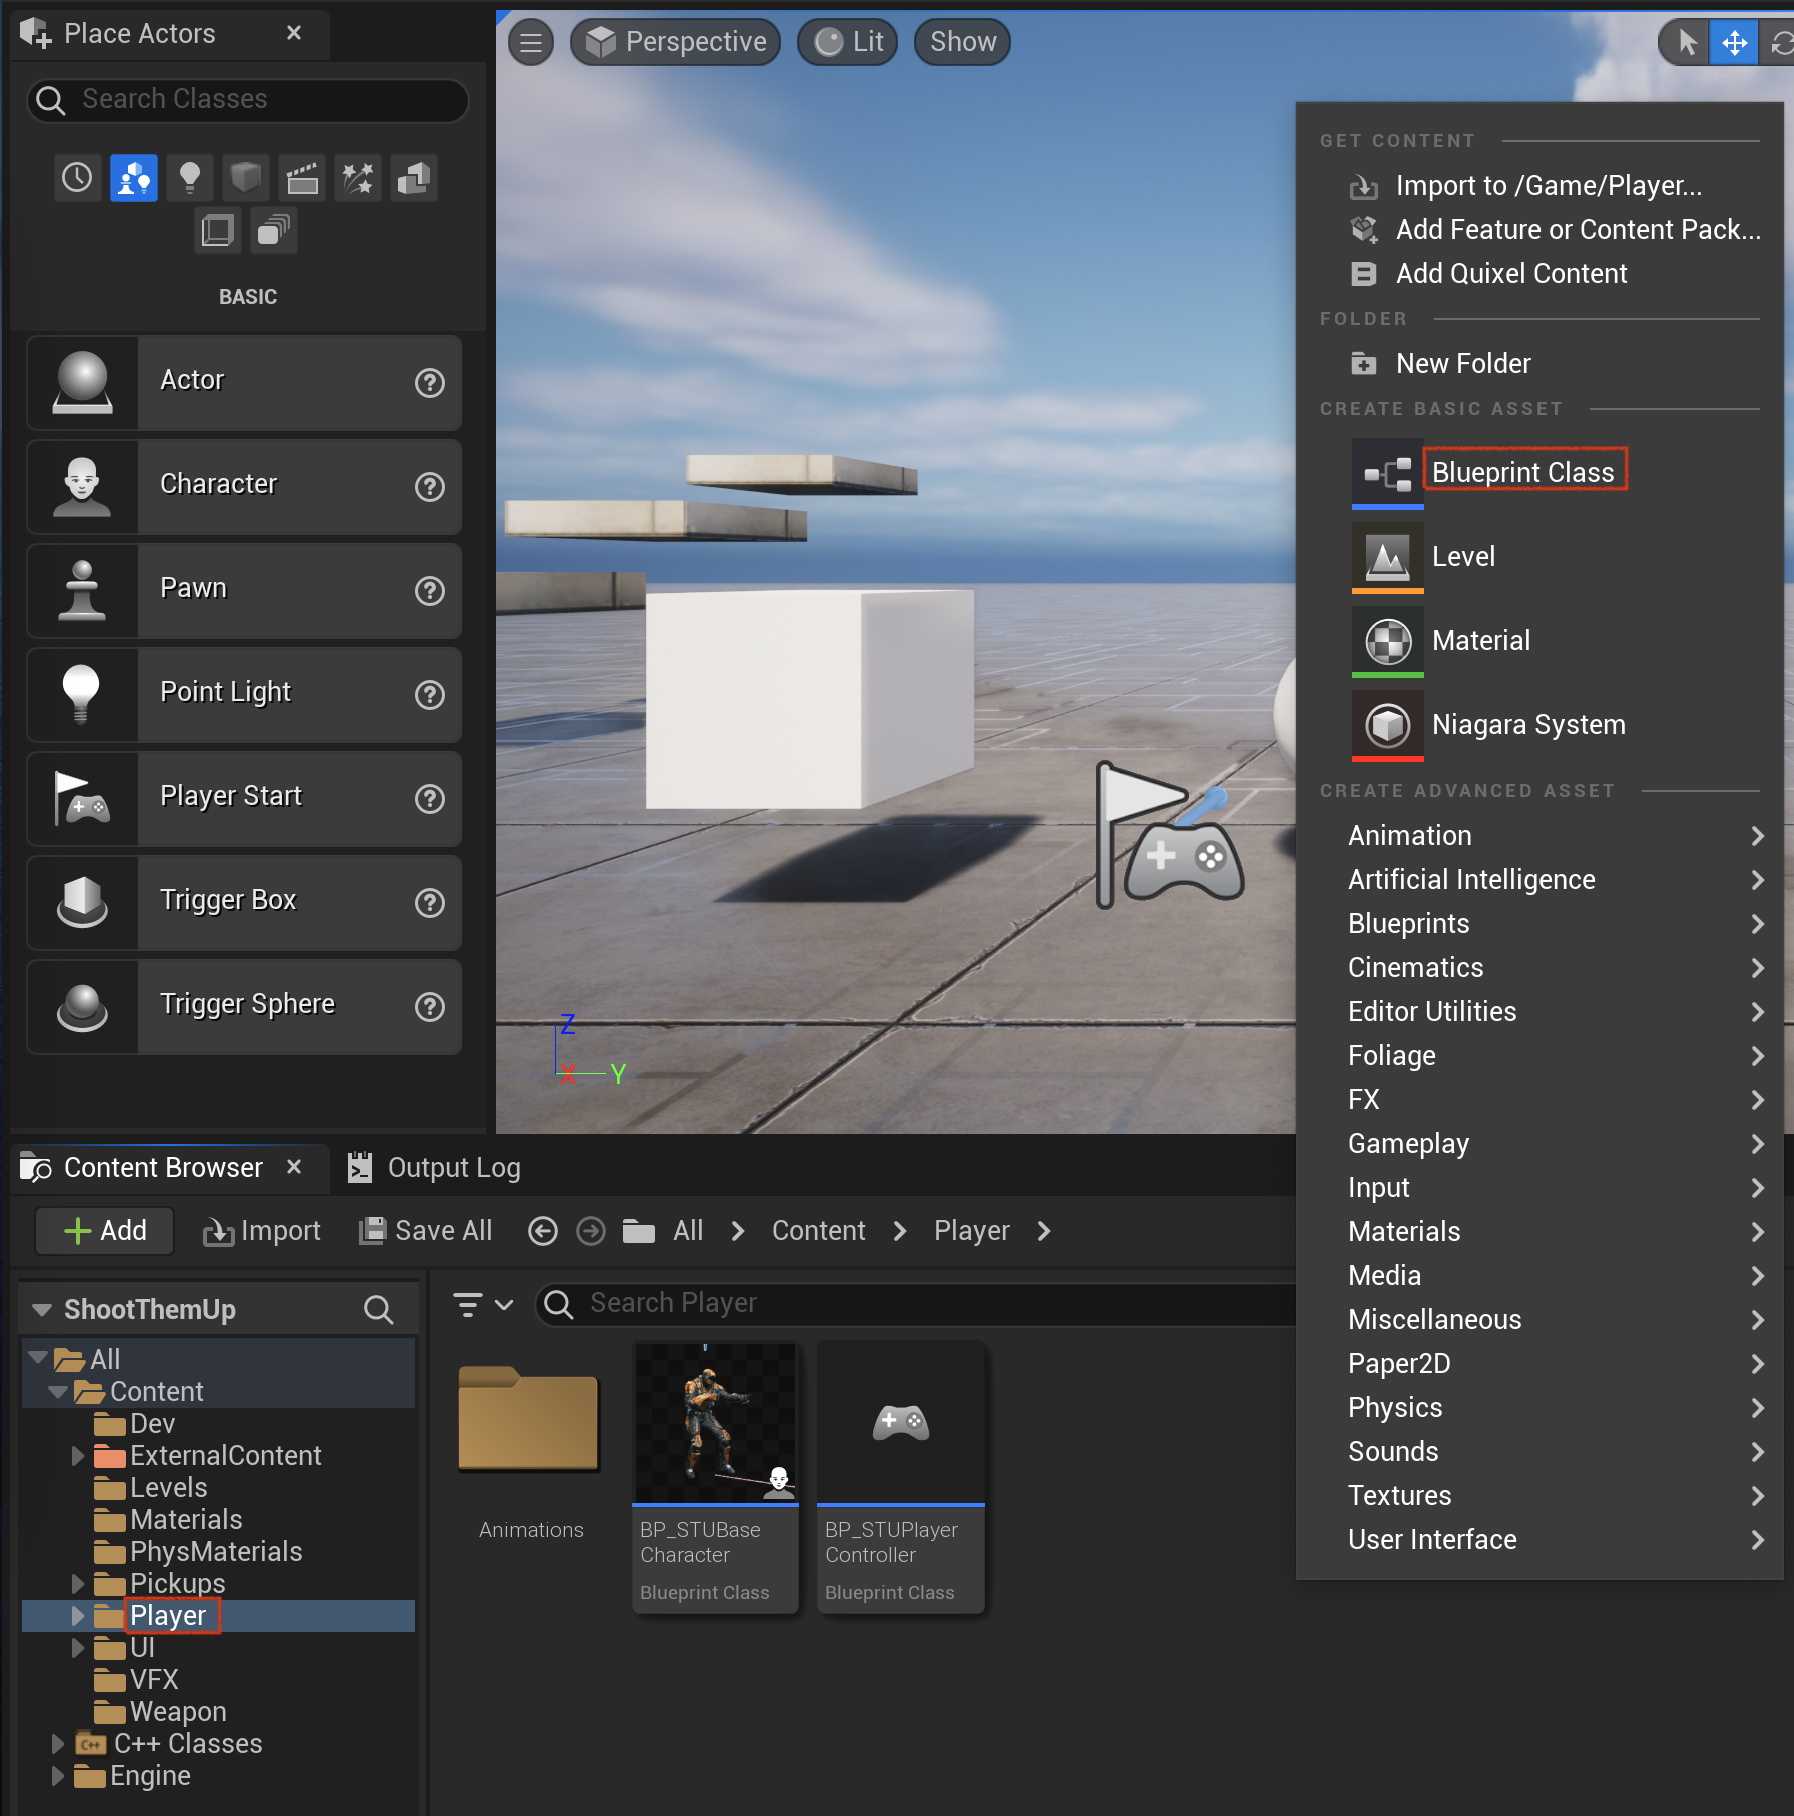 Place Actors
Search Classes
BASIC
Actor
Character
Pawn
Point Light
Player Start
Trigger Box
Trigger Sphere
Perspective
Lit
Show
Z
X
Y
GET CONTENT
Import to /Game/Player...
Add Feature or Content Pack...
Add Quixel Content
FOLDER
New Folder
CREATE BASIC ASSET
Blueprint Class
Level
Material
Niagara System
CREATE ADVANCED ASSET
Animation
Artificial Intelligence
Blueprints
Cinematics
Editor Utilities
Foliage
FX
Gameplay
Input
Materials
Media
Miscellaneous
Paper2D
Physics
Sounds
Textures
User Interface
Content Browser
Output Log
Add
Import
Save All
All
Content
Player
ShootThemUp
All
Content
Dev
ExternalContent
Levels
Materials
PhysMaterials
Pickups
Player
UI
VFX
Weapon
C++
C++ Classes
Engine
Search Player
Animations
BP_STUBase
Character
Blueprint Class
BP_STUPlayer
Controller
Blueprint Class